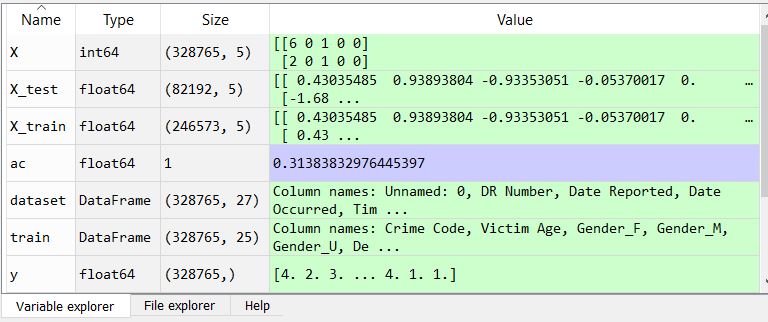 Name Type Size Value
X int64 (328765, 5) [[6 0 1 0 0]
[2 0 1 0 0]
X_test float64 (82192, 5) [[ 0.43035485 0.93893804 -0.93353051 -0.05370017 0. …
[-1.68 ...
X_train float64 (246573, 5) [[ 0.43035485 0.93893804 -0.93353051 -0.05370017 0. …
[ 0.43 ...
ac float64 1 0.31383832976445397
dataset DataFrame (328765, 27) Column names: Unnamed: 0, DR Number, Date Reported, Date
Occurred, Tim ...
train DataFrame (328765, 25) Column names: Crime Code, Victim Age, Gender_F, Gender_M,
Gender_U, De ...
y float64 (328765,) [4. 2. 3. ... 4. 1. 1.]
Variable explorer File explorer Help